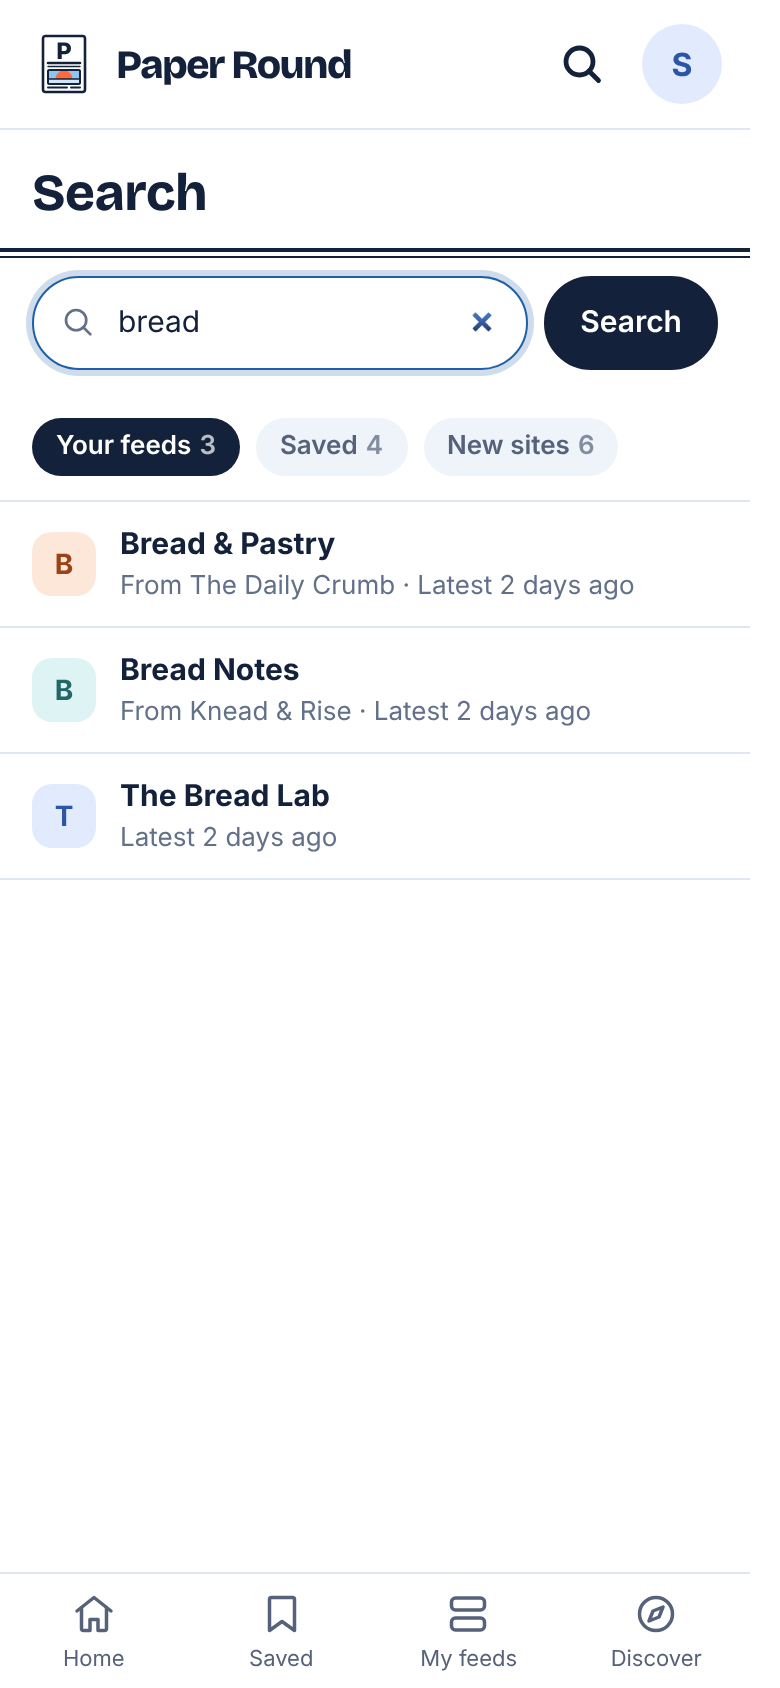 P
Paper Round
S
Search
bread
Search
Your feeds 3
Saved 4
New sites 6
B
Bread & Pastry
From The Daily Crumb · Latest 2 days ago
B
Bread Notes
From Knead & Rise · Latest 2 days ago
T
The Bread Lab
Latest 2 days ago
Home
Saved
My feeds
Discover